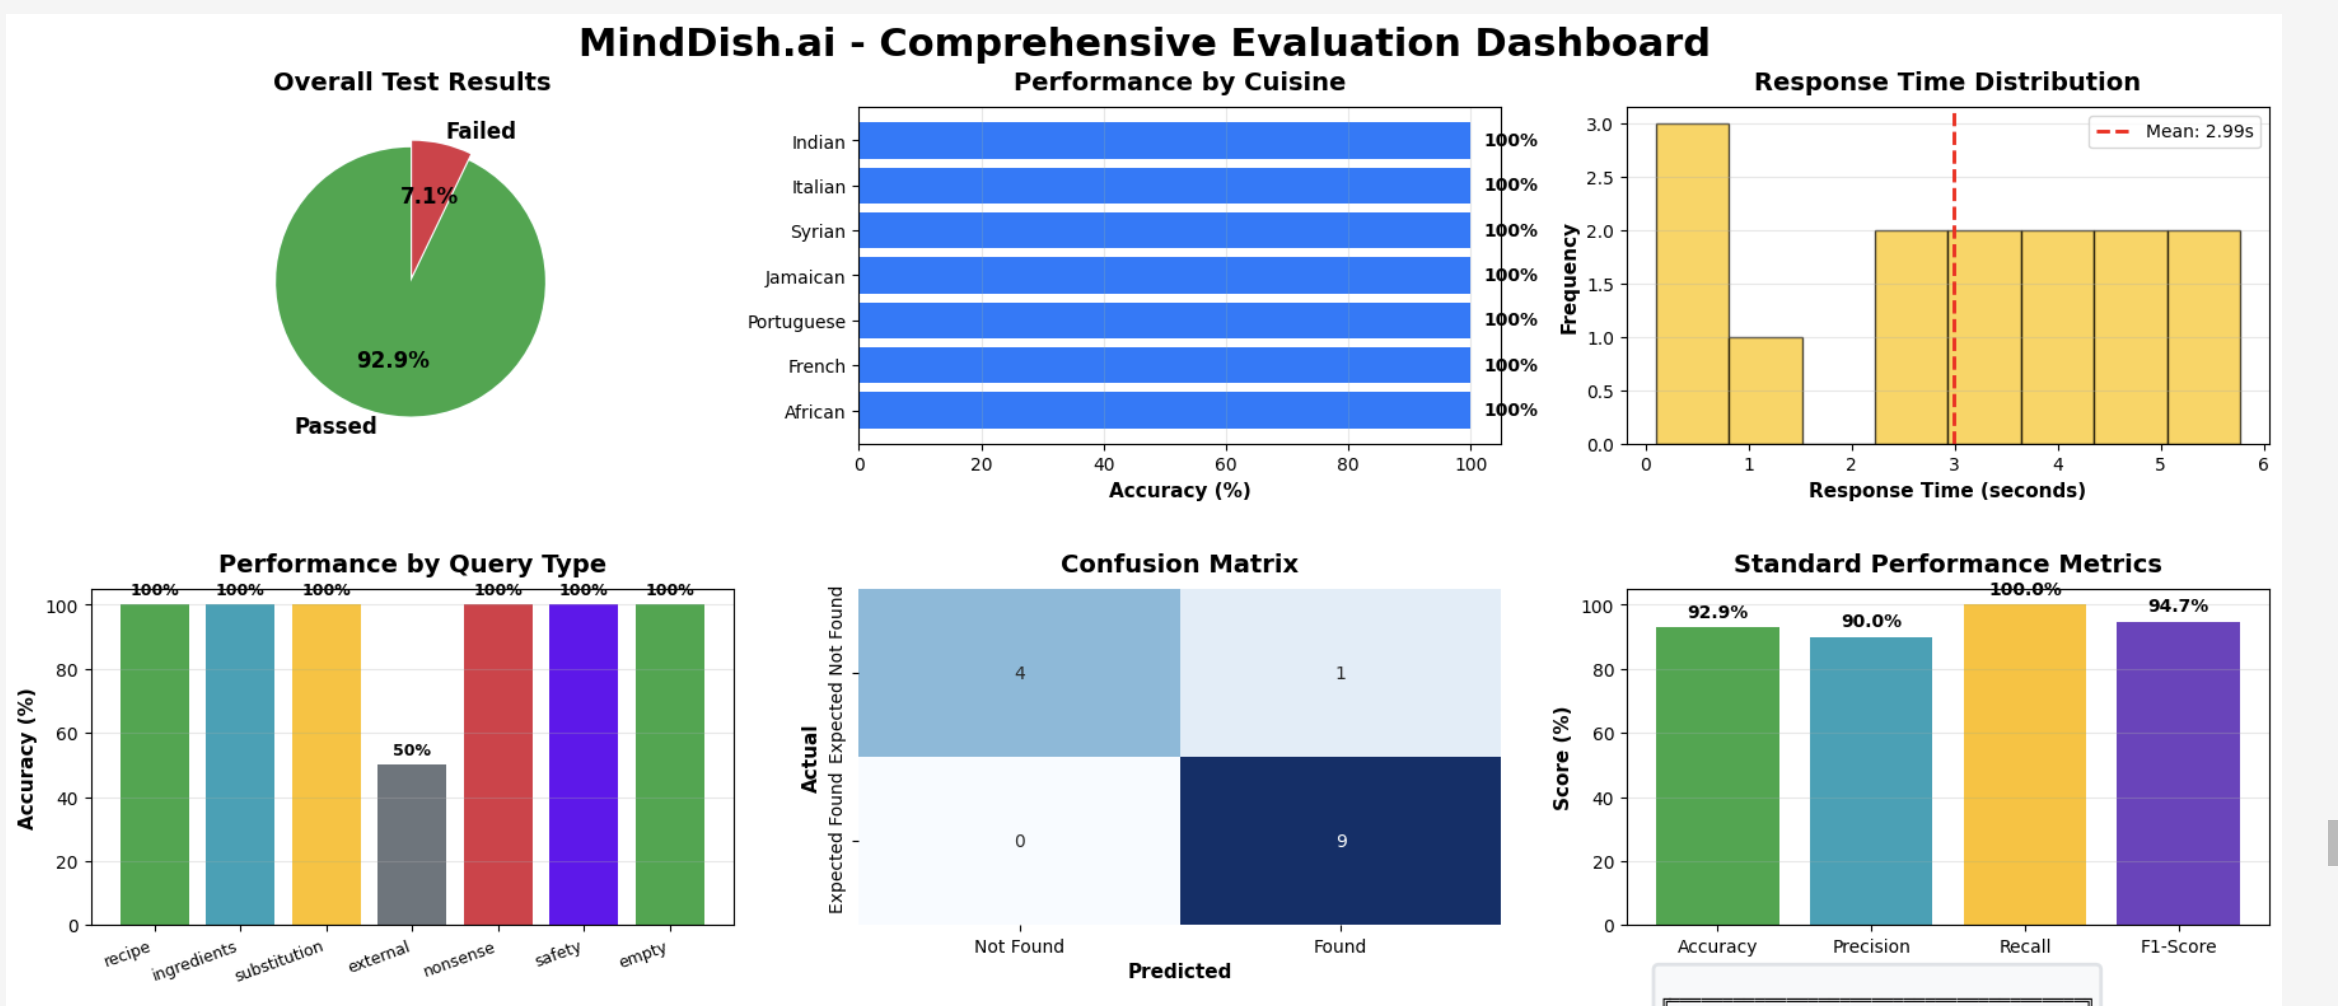 MindDish.ai - Comprehensive Evaluation Dashboard
Overall Test Results
Failed
7.1%
92.9%
Passed
Performance by Cuisine
Indian
100%
Italian
100%
Syrian
100%
Jamaican
100%
Portuguese
100%
French
100%
African
100%
0 20 40 60 80 100
Accuracy (%)
Response Time Distribution
Mean: 2.99s
3.0
2.5
2.0
1.5
1.0
0.5
0.0
Frequency
0 1 2 3 4 5 6
Response Time (seconds)
Performance by Query Type
100% 100% 100% 50% 100% 100% 100%
100
80
60
40
20
0
Accuracy (%)
recipe ingredients substitution external nonsense safety empty
Confusion Matrix
Actual
Expected Not Found
4 1
Expected Found
0 9
Not Found Found
Predicted
Standard Performance Metrics
92.9% 90.0% 100.0% 94.7%
100
80
60
40
20
0
Score (%)
Accuracy Precision Recall F1-Score